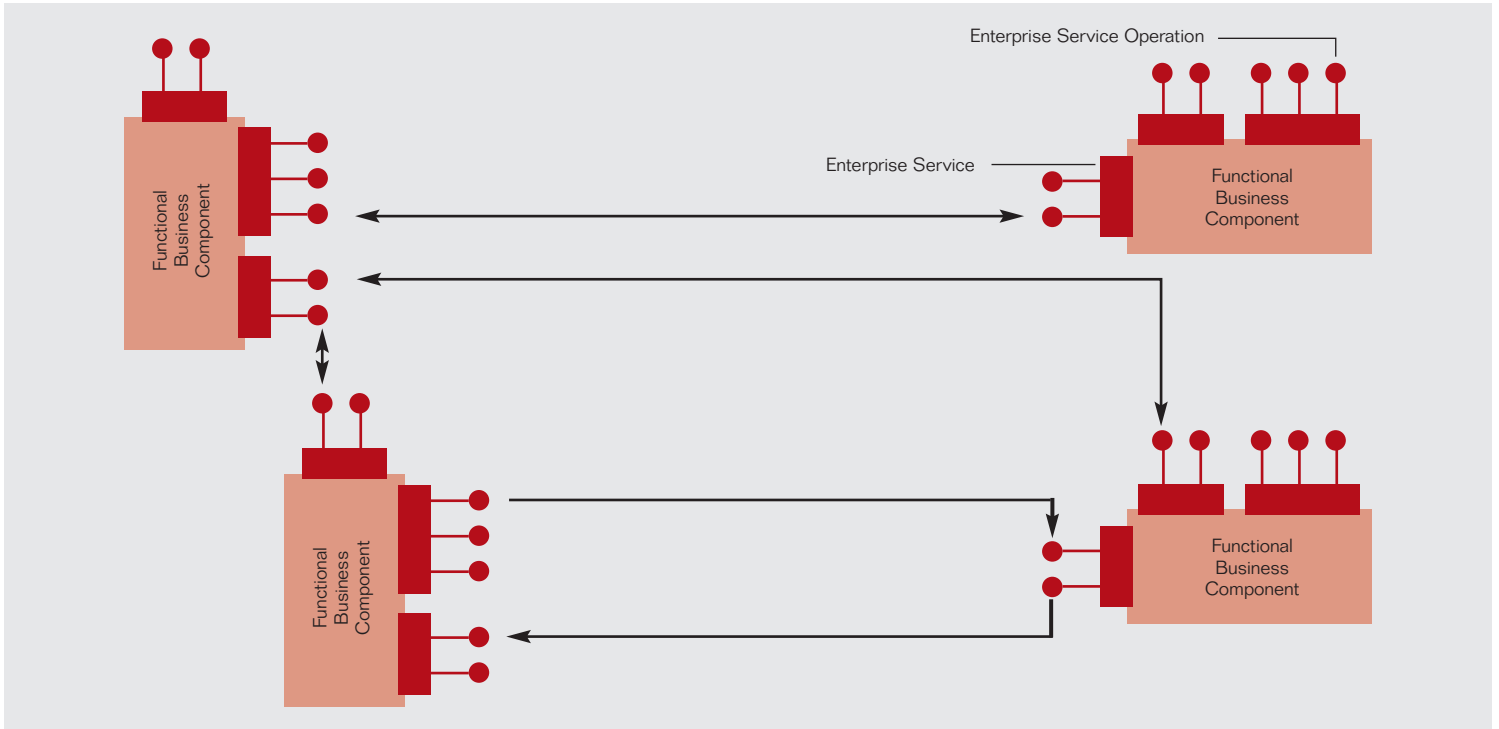 Enterprise Service Operation
Enterprise Service
Functional
Business
Component
Functional
Business
Component
Functional
Business
Component
Functional
Business
Component